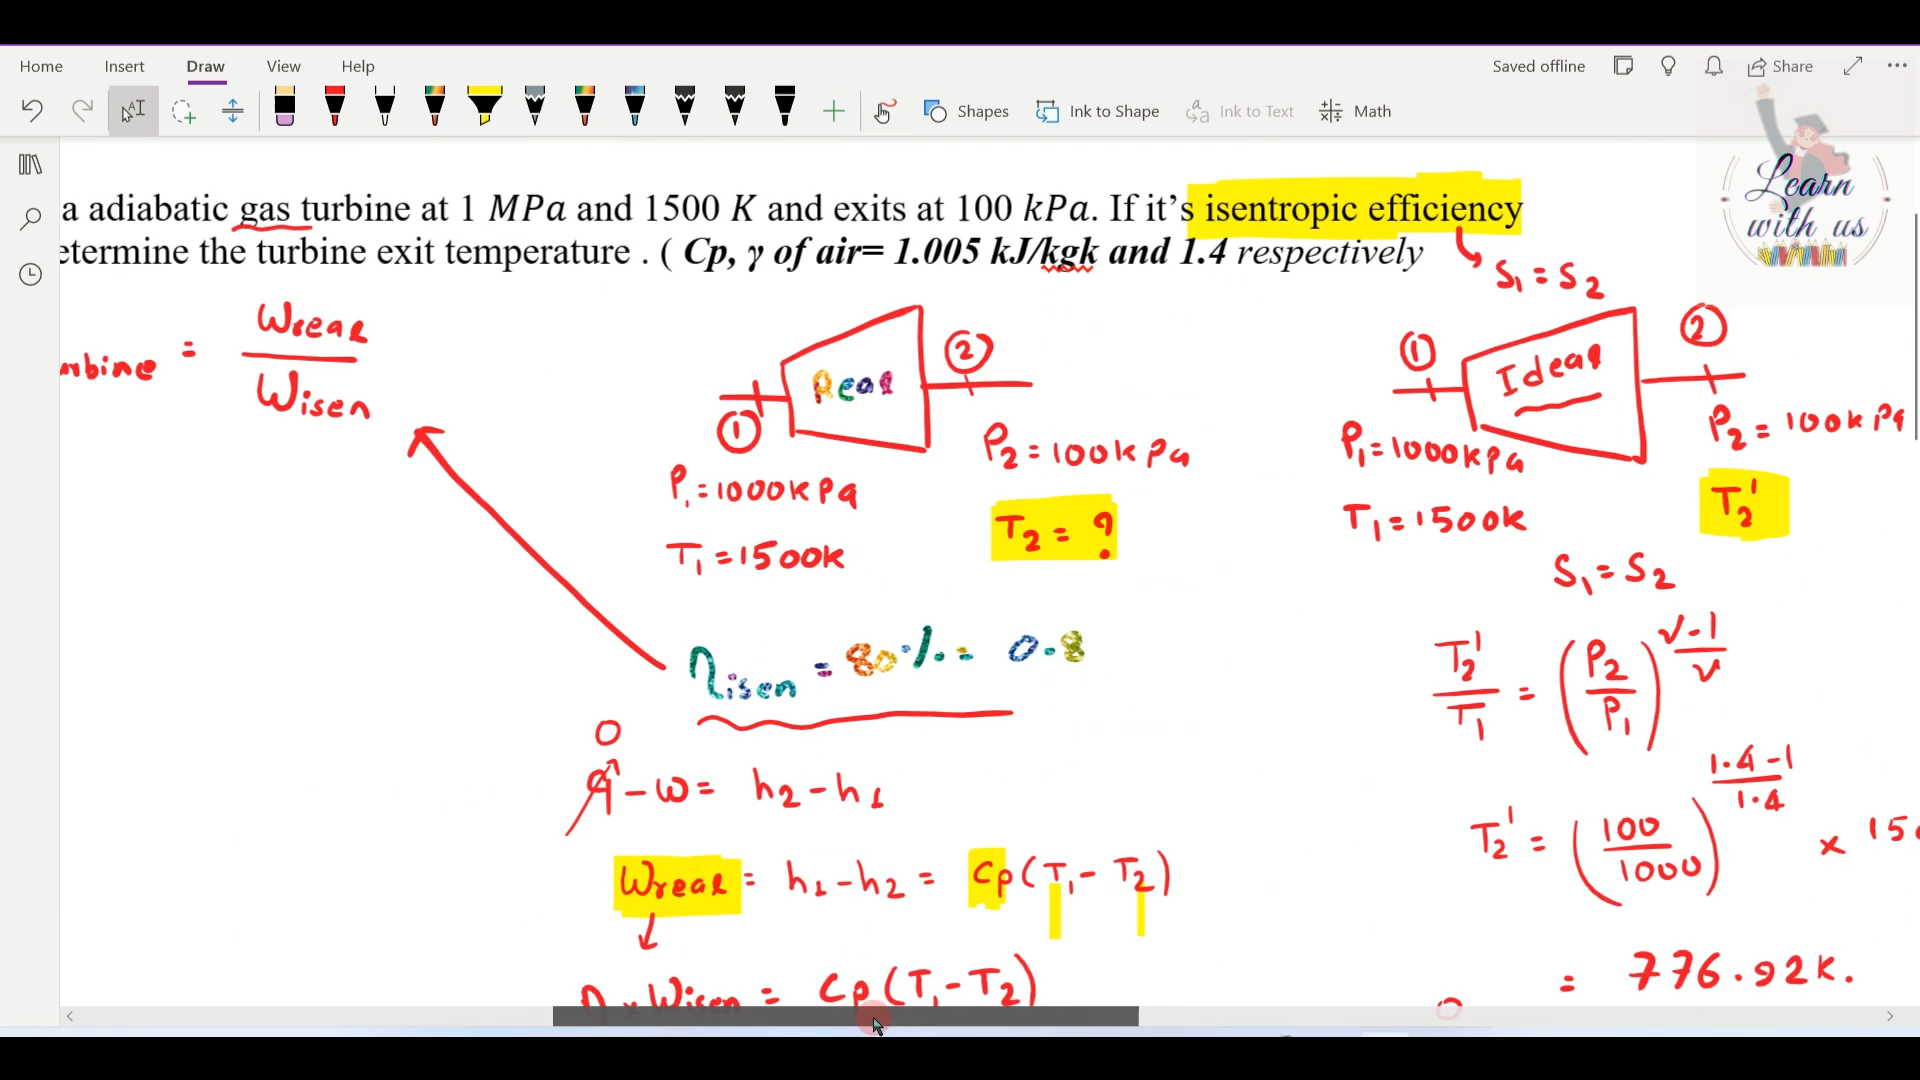 Home Insert Draw View Help Saved offline Share
Ink to Shape Ink to Text Math Shapes
Learn with us
a adiabatic gas turbine at 1 MPa and 1500 K and exits at 100 kPa. If it's isentropic efficiency
etermine the turbine exit temperature . ( Cp, γ of air= 1.005 kJ/kgk and 1.4 respectively
S1 = S2
urbine = Wreal / Wisen
Real
1
2
P1 = 1000kPa
T1 = 1500k
P2 = 100kPa
T2 = ?
Ideal
1
2
P1 = 1000kPa
T1 = 1500k
P2 = 100kPa
T2'
S1 = S2
ηisen = 80% = 0.8
T2' / T1 = (P2 / P1)^(γ-1 / γ)
0
q - w = h2 - h1
T2' = (100 / 1000)^(1.4-1 / 1.4) ×
Wreal = h1 - h2 = Cp(T1 - T2)
= 776.92K.
η × Wisen = Cp(T1 - T2)
0